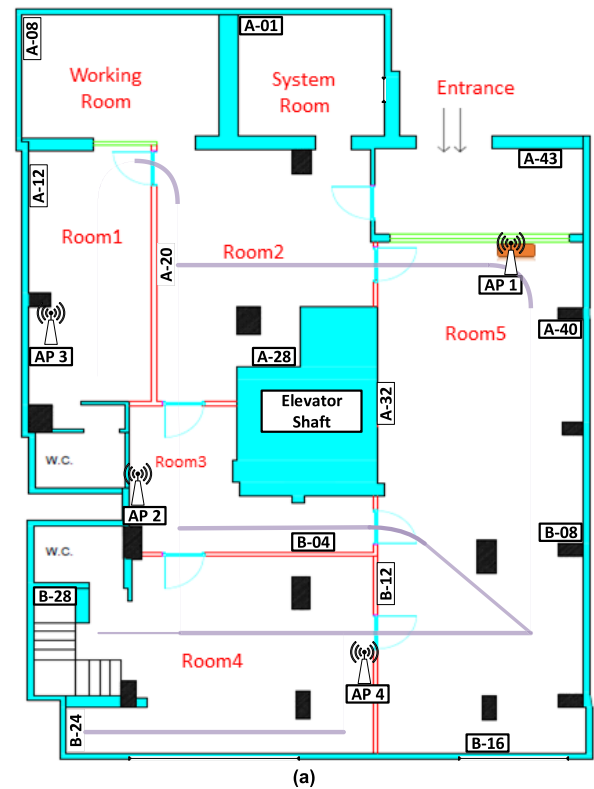 A-08
A-01
Working
Room
System
Room
Entrance
A-43
A-12
Room1
Room2
A-20
AP 1
AP 3
A-40
Room5
A-28
Elevator
Shaft
A-32
W.C.
Room3
AP 2
B-04
B-08
W.C.
B-12
B-28
Room4
AP 4
B-24
B-16
(a)